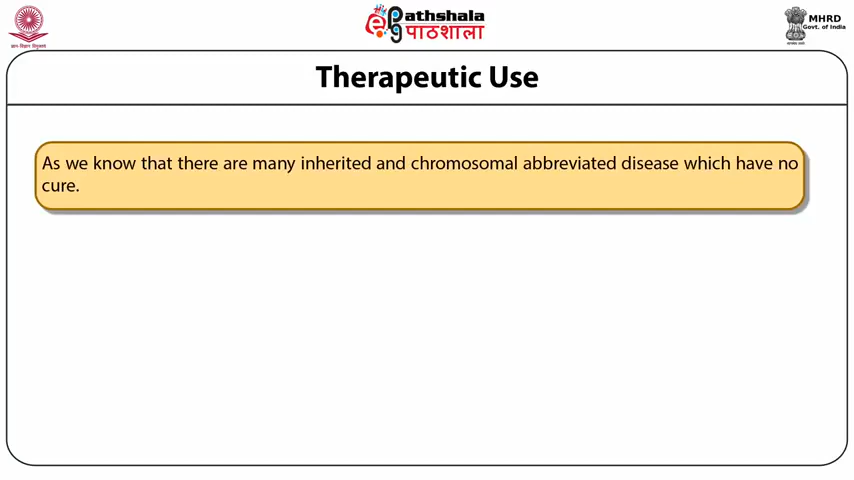 ePathshala
पाठशाला
MHRD
Govt. of India
Therapeutic Use
As we know that there are many inherited and chromosomal abbreviated disease which have no
cure.